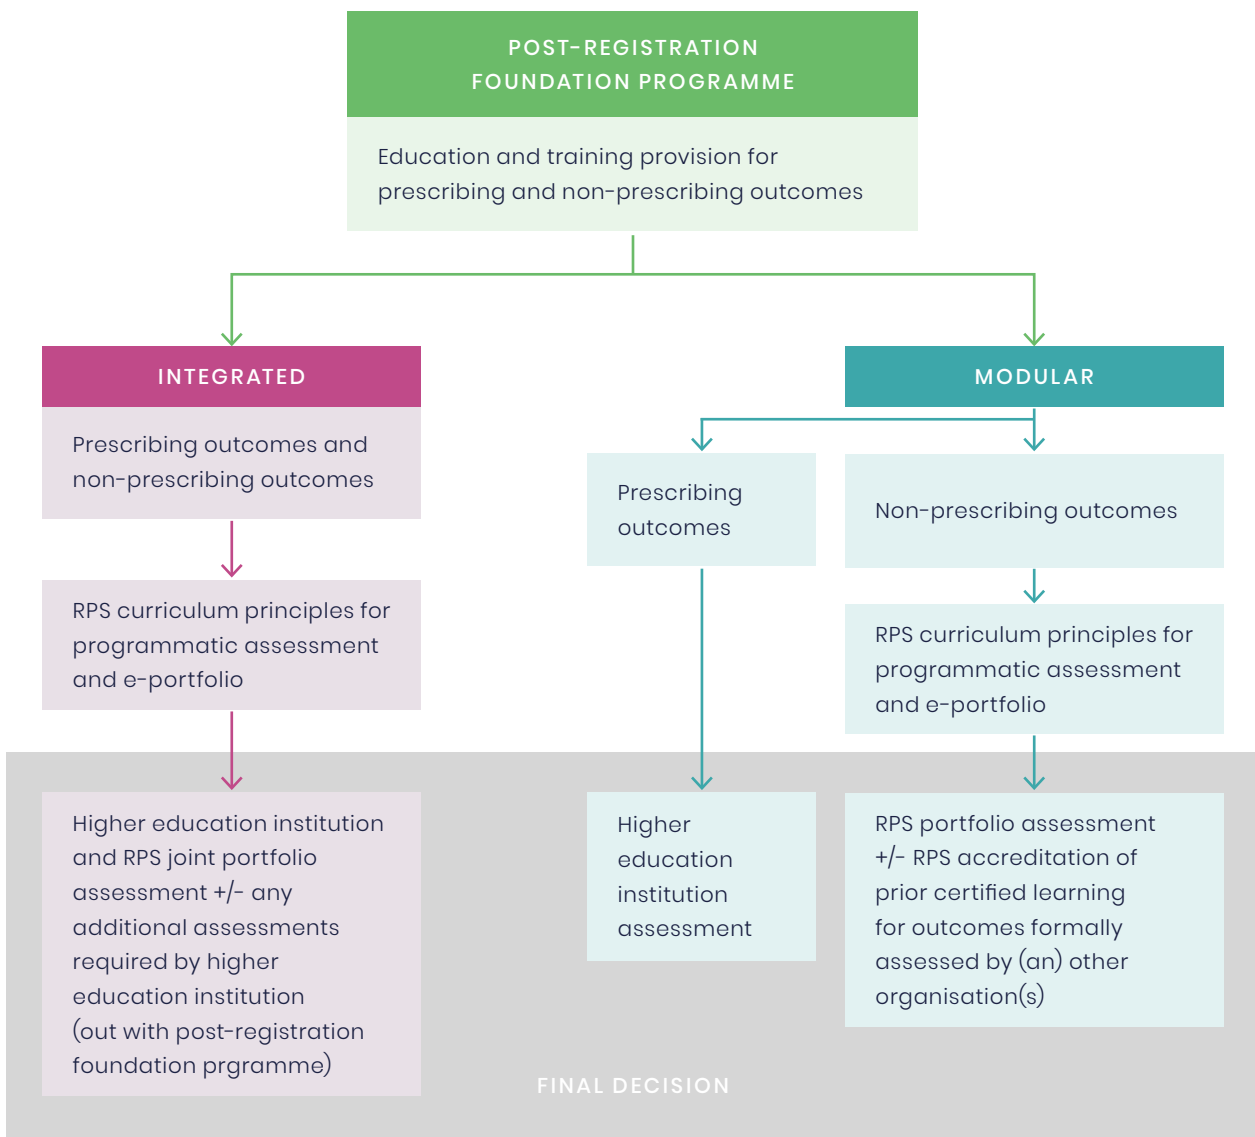 POST-REGISTRATION
FOUNDATION PROGRAMME
Education and training provision for
prescribing and non-prescribing outcomes
INTEGRATED
Prescribing outcomes and
non-prescribing outcomes
RPS curriculum principles for
programmatic assessment
and e-portfolio
Higher education institution
and RPS joint portfolio
assessment +/- any
additional assessments
required by higher
education institution
(out with post-registration
foundation prgramme)
MODULAR
Prescribing
outcomes
Higher
education
institution
assessment
Non-prescribing outcomes
RPS curriculum principles for
programmatic assessment
and e-portfolio
RPS portfolio assessment
+/- RPS accreditation of
prior certified learning
for outcomes formally
assessed by (an) other
organisation(s)
FINAL DECISION